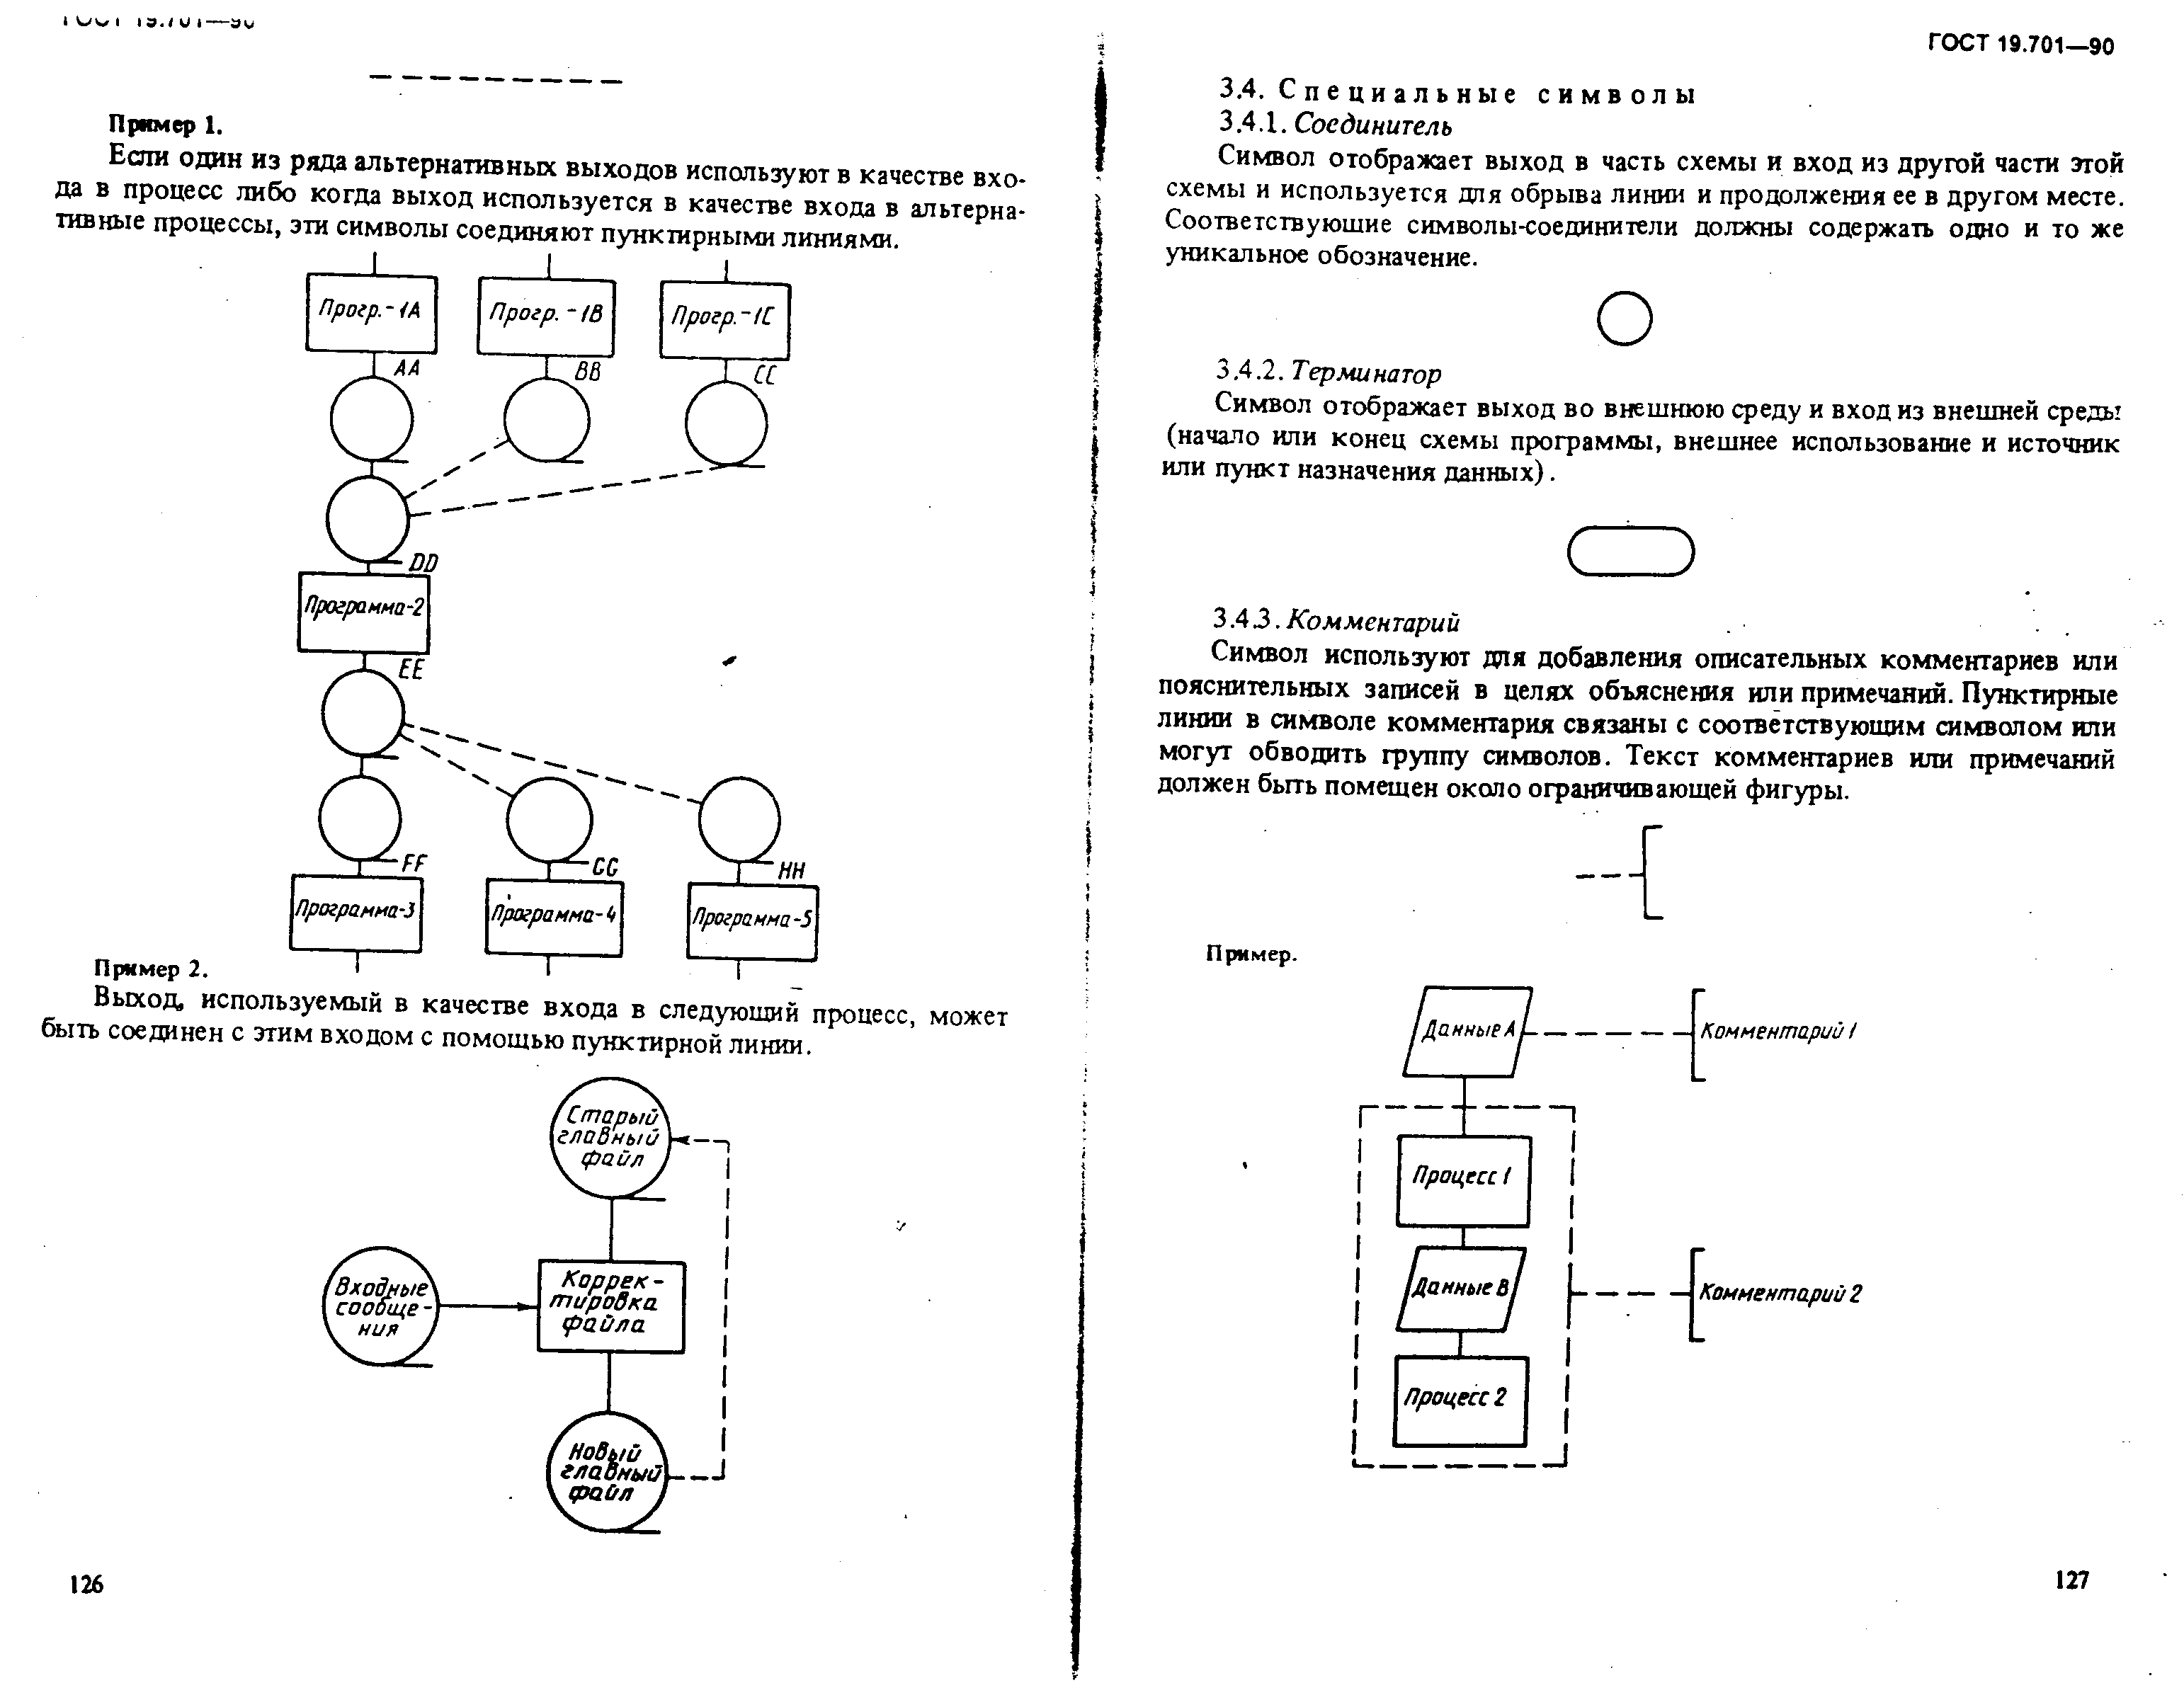 ГОСТ 19.701—90
Пример 1.
Если один из ряда альтернативных выходов используют в качестве вхо-
да в процесс либо когда выход используется в качестве входа в альтерна-
тивные процессы, эти символы соединяют пунктирными линиями.
Прогр.-1А
Прогр.-1В
Прогр.-1С
АА
ВВ
СС
DD
Программа-2
ЕЕ
FF
GG
НН
Программа-3
Программа-4
Программа-5
Пример 2.
Выход, используемый в качестве входа в следующий процесс, может
быть соединен с этим входом с помощью пунктирной линии.
Старый
главный
файл
Входные
сообще-
ния
Коррек-
тировка
файла
Новый
главный
файл
126
ГОСТ 19.701—90
3.4. Специальные символы
3.4.1. Соединитель
Символ отображает выход в часть схемы и вход из другой части этой
схемы и используется для обрыва линии и продолжения ее в другом месте.
Соответствующие символы-соединители должны содержать одно и то же
уникальное обозначение.
3.4.2. Терминатор
Символ отображает выход во внешнюю среду и вход из внешней среды
(начало или конец схемы программы, внешнее использование и источник
или пункт назначения данных).
3.4.3. Комментарий
Символ используют для добавления описательных комментариев или
пояснительных записей в целях объяснения или примечаний. Пунктирные
линии в символе комментария связаны с соответствующим символом или
могут обводить группу символов. Текст комментариев или примечаний
должен быть помещен около ограничивающей фигуры.
Пример.
Данные А
Комментарий 1
Процесс 1
Данные В
Комментарий 2
Процесс 2
127